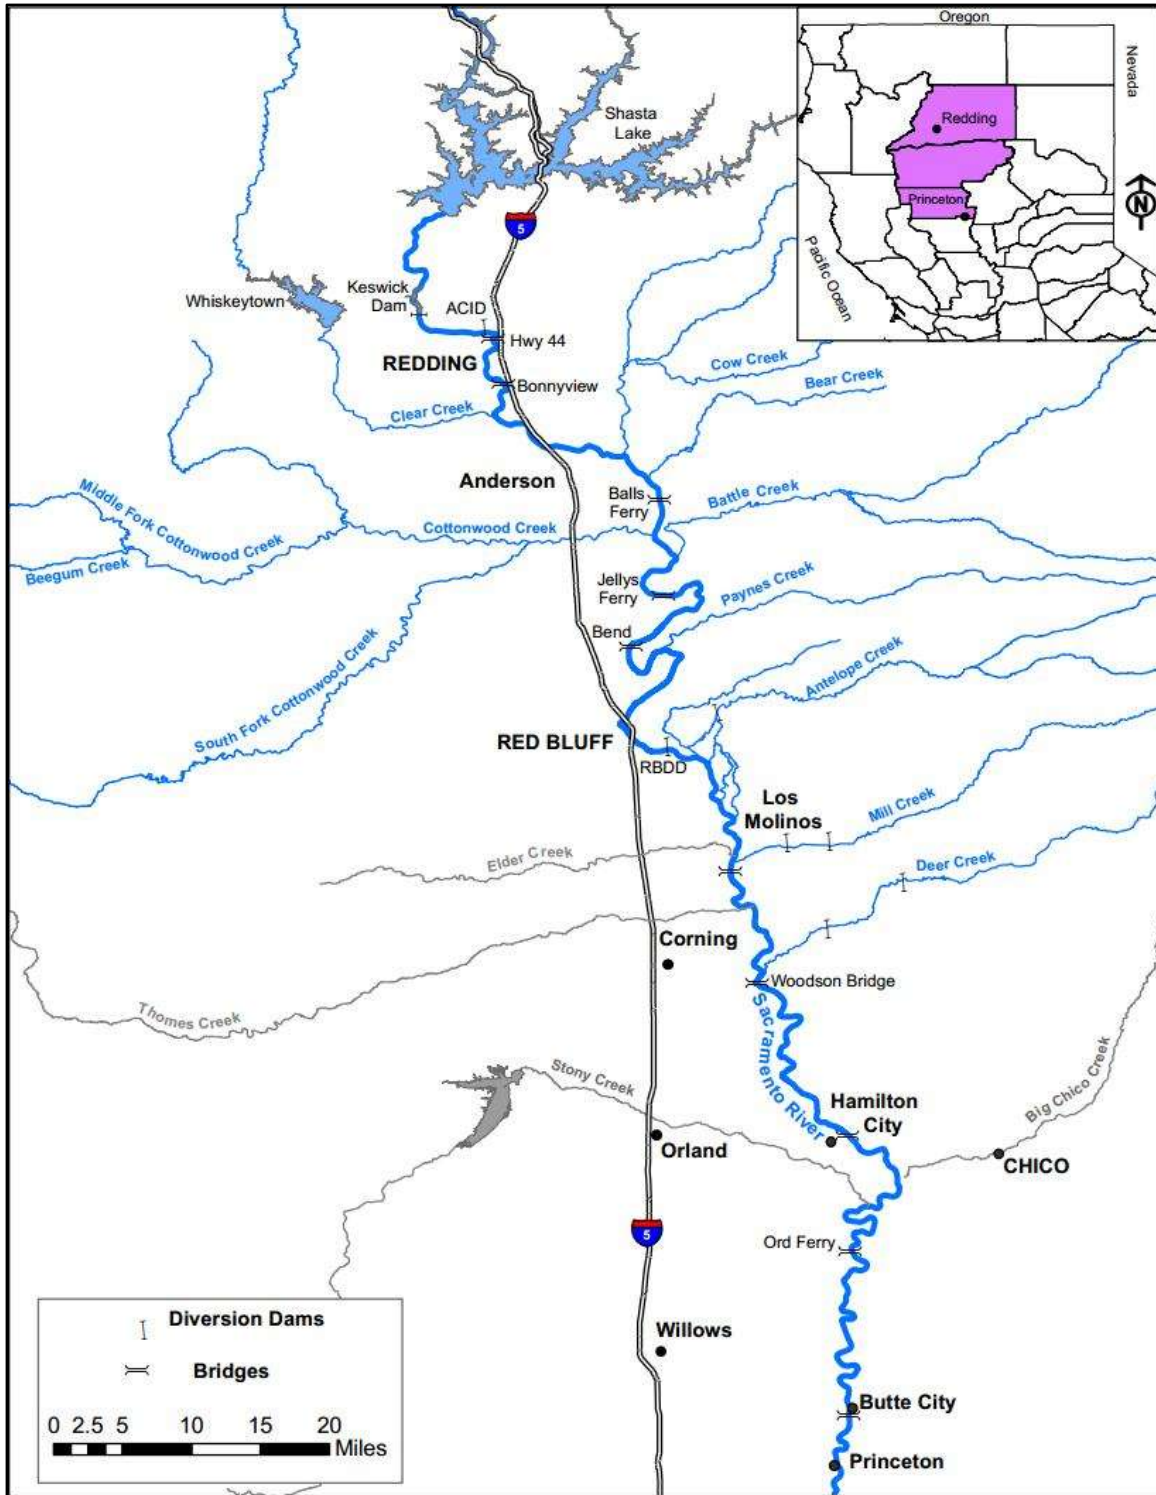 Oregon
Nevada
Redding
Princeton
Pacific Ocean
N
Shasta
Lake
5
Whiskeytown
Keswick
Dam
ACID
Hwy 44
REDDING
Bonnyview
Cow Creek
Bear Creek
Clear Creek
Anderson
Balls
Ferry
Battle Creek
Middle Fork Cottonwood Creek
Cottonwood Creek
Beegum Creek
Jellys
Ferry
Paynes Creek
Bend
Antelope Creek
South Fork Cottonwood Creek
RED BLUFF
RBDD
Los
Molinos
Mill Creek
Elder Creek
Deer Creek
Corning
Woodson Bridge
Thomes Creek
Sacramento River
Stony Creek
Big Chico Creek
Hamilton
City
Orland
CHICO
5
Ord Ferry
Diversion Dams
Willows
Bridges
Butte City
0 2.5 5 10 15 20
Miles
Princeton